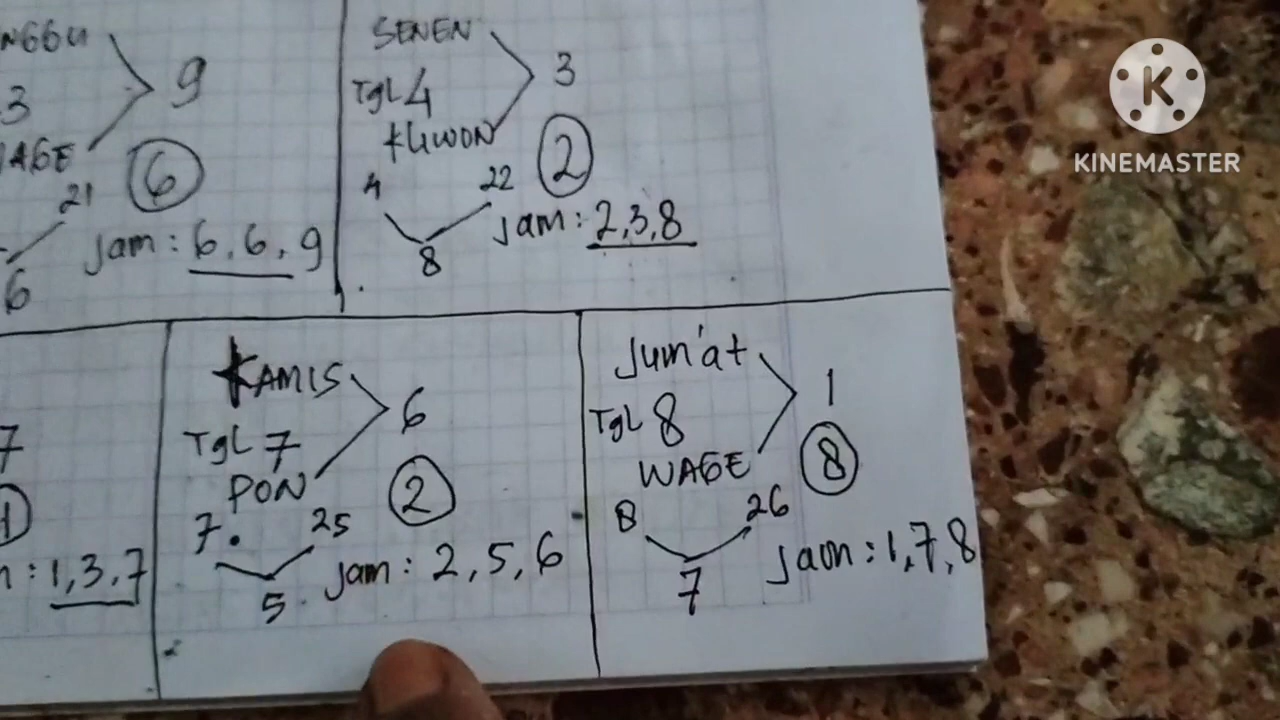 SENEN
3
Tgl 4
KLIWON
2
4 22
8
jam: 2,3,8
9
3
6
21
6
jam: 6,6,9
KAMIS
6
Tgl 7
PON
2
7. 25
5
jam: 2,5,6
Jum'at
1
Tgl 8
WAGE
8
8 26
7
Jam: 1,7,8
7
1
: 1,3,7
KINEMASTER